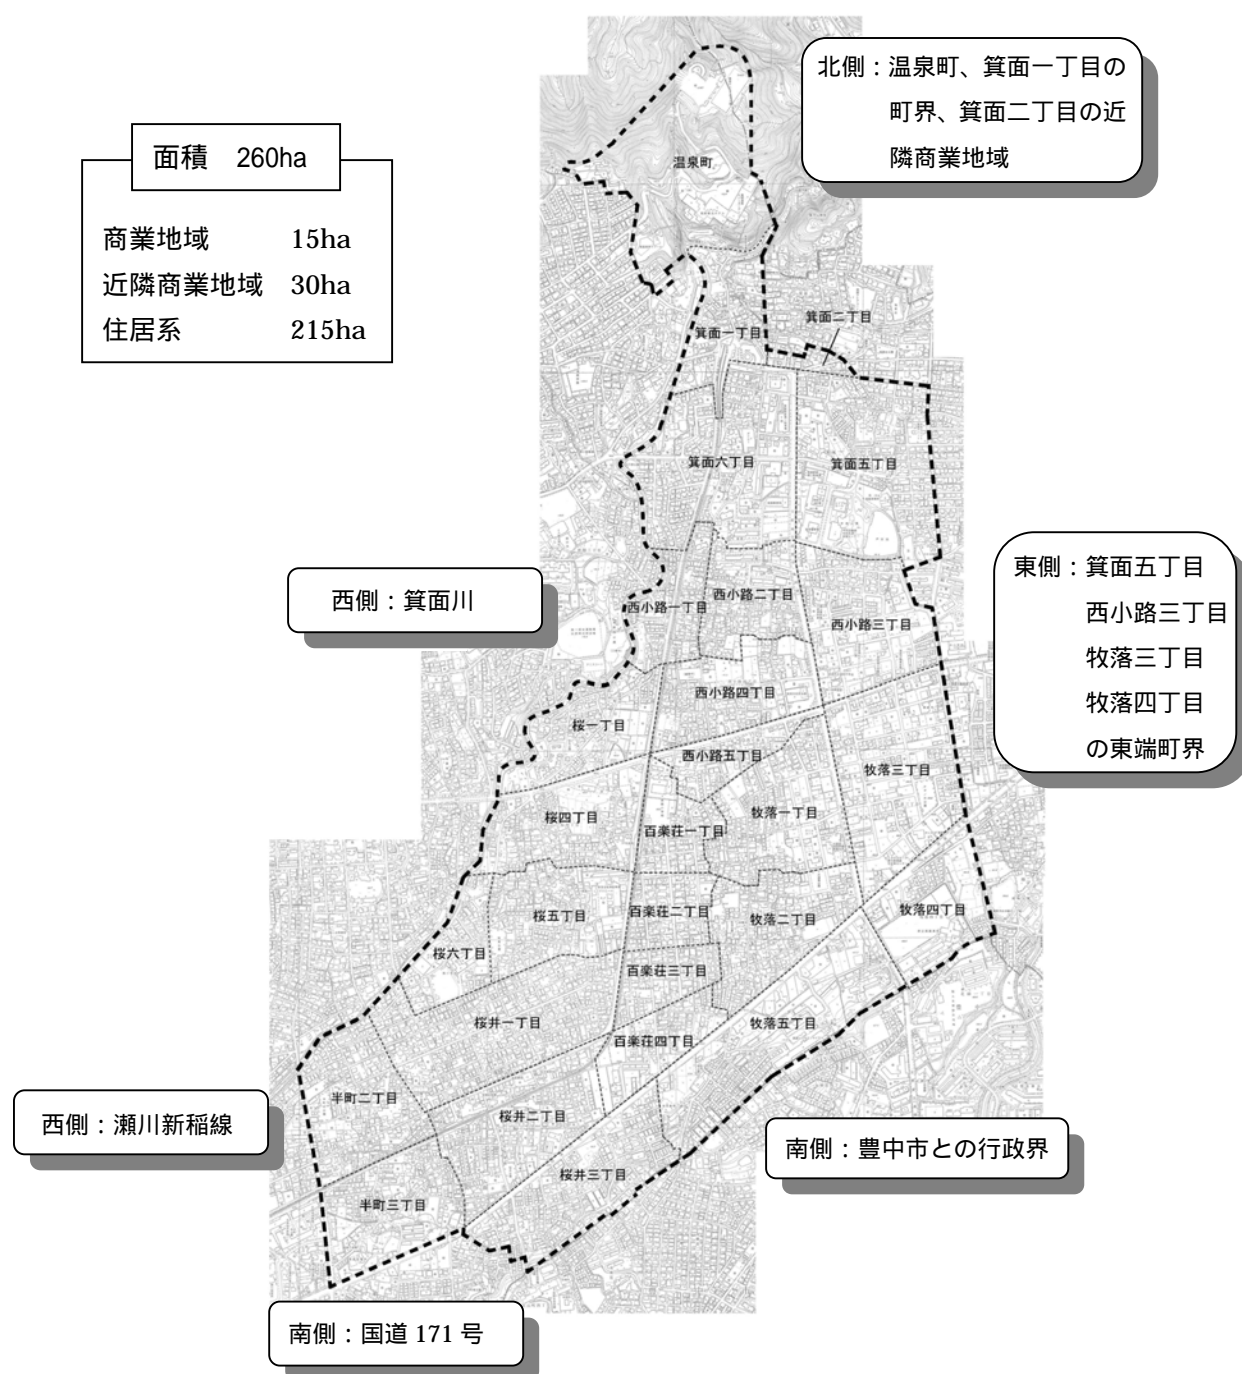 北側：温泉町、箕面一丁目の
町界、箕面二丁目の近
隣商業地域
面積　260ha
商業地域　15ha
近隣商業地域　30ha
住居系　215ha
温泉町
箕面二丁目
箕面一丁目
箕面六丁目
箕面五丁目
東側：箕面五丁目
西小路三丁目
牧落三丁目
牧落四丁目
の東端町界
西側：箕面川
西小路一丁目
西小路二丁目
西小路三丁目
西小路四丁目
桜一丁目
西小路五丁目
牧落三丁目
桜四丁目
百楽荘一丁目
牧落一丁目
桜五丁目
百楽荘二丁目
牧落二丁目
牧落四丁目
桜六丁目
百楽荘三丁目
桜井一丁目
百楽荘四丁目
牧落五丁目
半町二丁目
桜井二丁目
西側：瀬川新稲線
南側：豊中市との行政界
桜井三丁目
半町三丁目
南側：国道 171 号